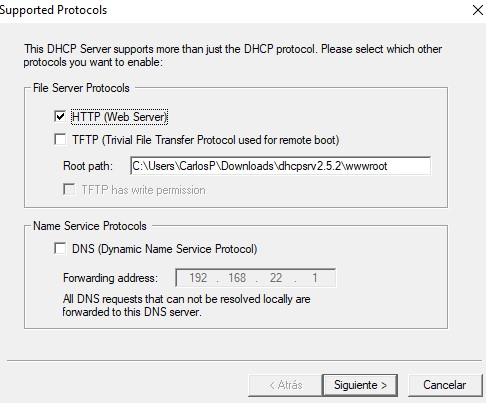 Supported Protocols
This DHCP Server supports more than just the DHCP protocol. Please select which other
protocols you want to enable:
File Server Protocols
HTTP (Web Server)
TFTP (Trivial File Transfer Protocol used for remote boot)
Root path: C:\Users\CarlosP\Downloads\dhcpsrv2.5.2\wwwroot
TFTP has write permission
Name Service Protocols
DNS (Dynamic Name Service Protocol)
Forwarding address: 192 . 168 . 22 . 1
All DNS requests that can not be resolved locally are
forwarded to this DNS server.
< Atrás Siguiente > Cancelar